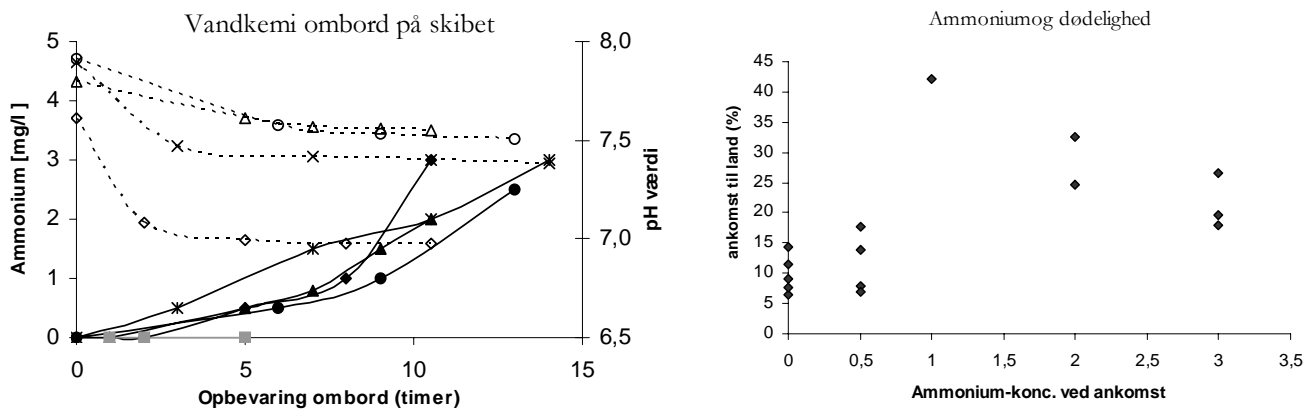 Vandkemi ombord på skibet
5
4
3
2
1
0
Ammonium [mg/l ]
8,0
7,5
7,0
6,5
pH værdi
0 5 10 15
Opbevaring ombord (timer)
Ammoniumog dødelighed
45
40
35
30
25
20
15
10
5
0
ankomst til land (%)
0 0,5 1 1,5 2 2,5 3 3,5
Ammonium-konc. ved ankomst